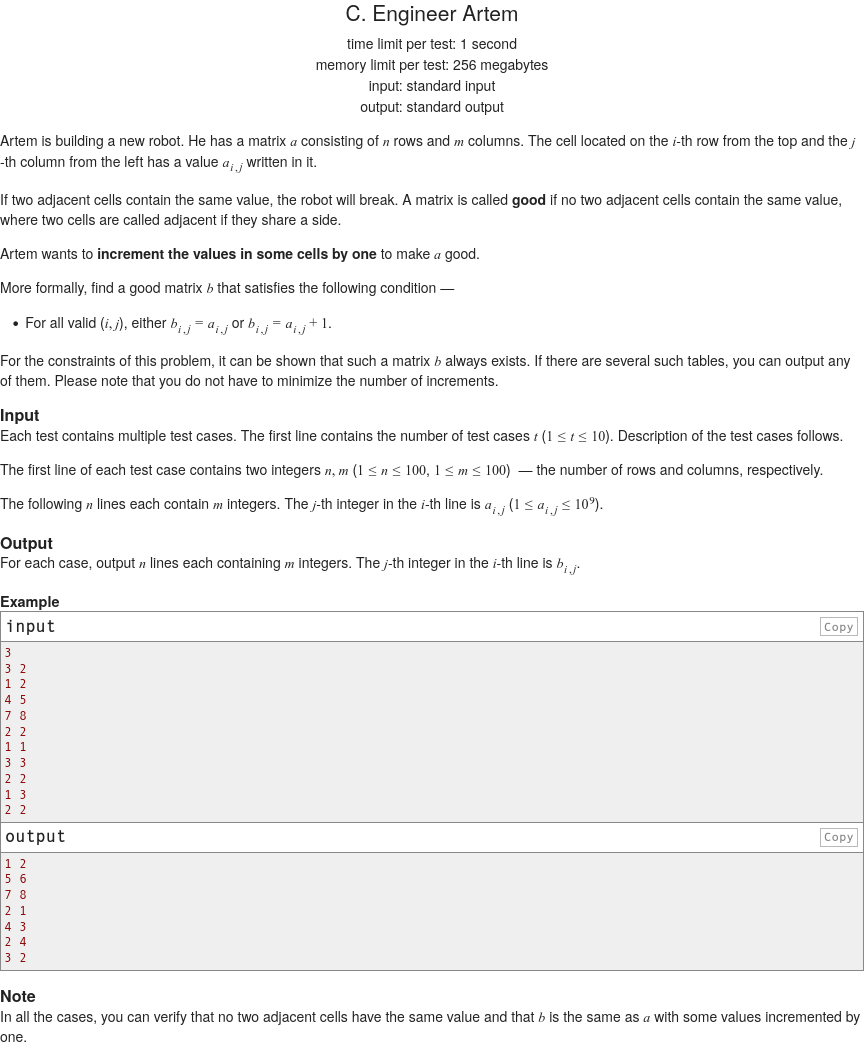 C. Engineer Artem
time limit per test: 1 second
memory limit per test: 256 megabytes
input: standard input
output: standard output
Artem is building a new robot. He has a matrix a consisting of n rows and m columns. The cell located on the i-th row from the top and the j
-th column from the left has a value a_{i,j} written in it.
If two adjacent cells contain the same value, the robot will break. A matrix is called good if no two adjacent cells contain the same value,
where two cells are called adjacent if they share a side.
Artem wants to increment the values in some cells by one to make a good.
More formally, find a good matrix b that satisfies the following condition —
• For all valid (i, j), either b_{i,j} = a_{i,j} or b_{i,j} = a_{i,j} + 1.
For the constraints of this problem, it can be shown that such a matrix b always exists. If there are several such tables, you can output any
of them. Please note that you do not have to minimize the number of increments.
Input
Each test contains multiple test cases. The first line contains the number of test cases t (1 ≤ t ≤ 10). Description of the test cases follows.
The first line of each test case contains two integers n, m (1 ≤ n ≤ 100, 1 ≤ m ≤ 100) — the number of rows and columns, respectively.
The following n lines each contain m integers. The j-th integer in the i-th line is a_{i,j} (1 ≤ a_{i,j} ≤ 10^9).
Output
For each case, output n lines each containing m integers. The j-th integer in the i-th line is b_{i,j}.
Example
input Copy
3
3 2
1 2
4 5
7 8
2 2
1 1
3 3
2 2
1 3
2 2
output Copy
1 2
5 6
7 8
2 1
4 3
2 4
3 2
Note
In all the cases, you can verify that no two adjacent cells have the same value and that b is the same as a with some values incremented by
one.